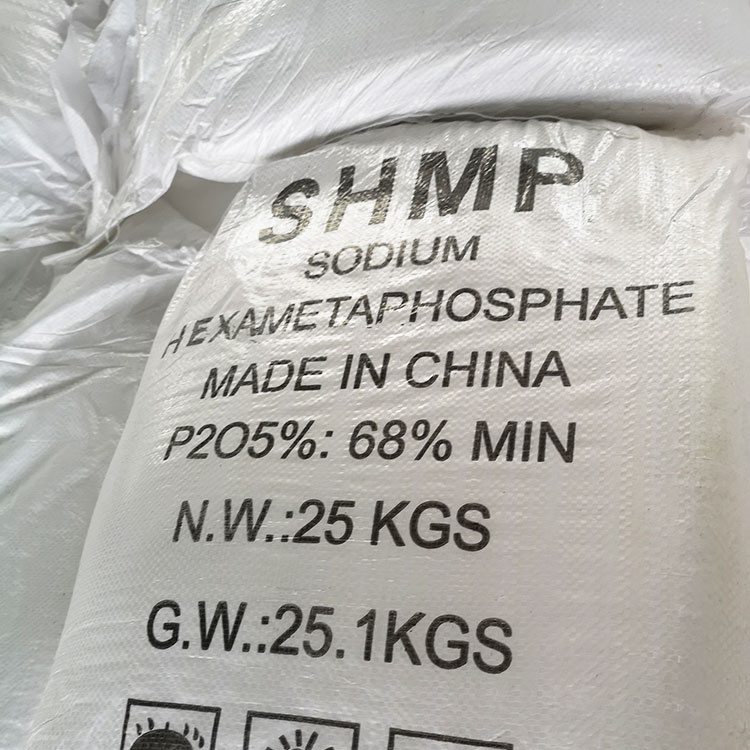 SHMP
SODIUM
HEXAMETAPHOSPHATE
MADE IN CHINA
P2O5%: 68% MIN
N.W.:25 KGS
G.W.:25.1KGS